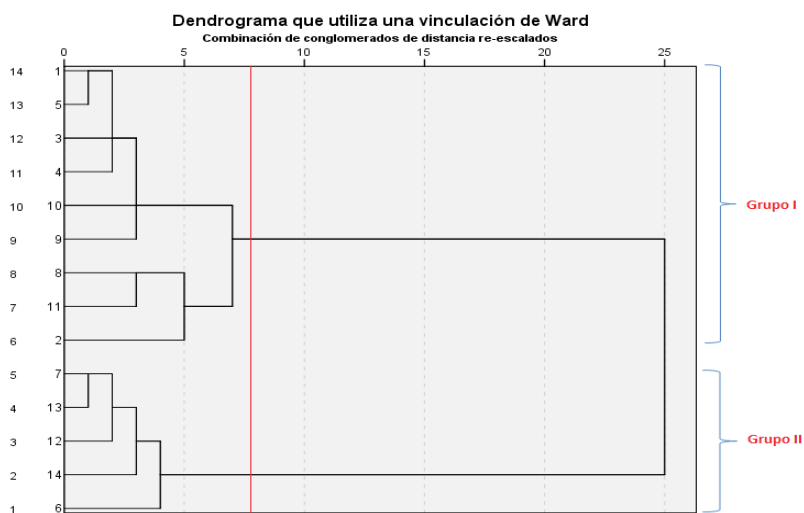 Dendrograma que utiliza una vinculación de Ward
Combinación de conglomerados de distancia re-escalados
0 5 10 15 20 25
14 1
13 5
12 3
11 4
10 10
9 9
Grupo I
8 8
7 11
6 2
5 7
4 13
3 12
Grupo II
2 14
1 6